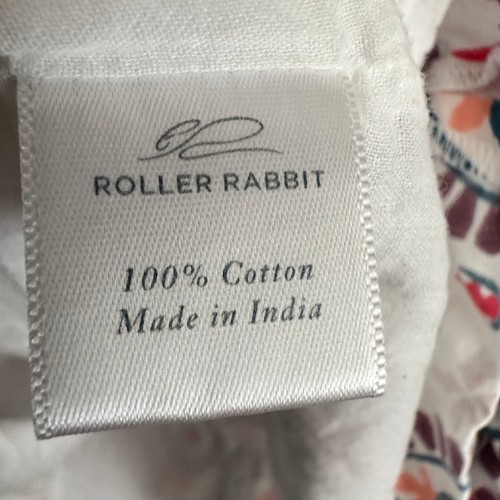 ROLLER RABBIT
100% Cotton
Made in India